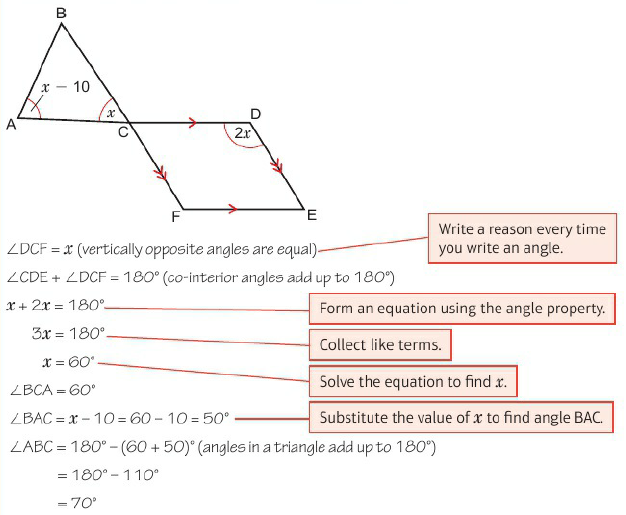 B
x – 10
x
A
C
D
2x
F
E
∠DCF = x (vertically opposite angles are equal)
Write a reason every time
you write an angle.
∠CDE + ∠DCF = 180° (co-interior angles add up to 180°)
x + 2x = 180°
Form an equation using the angle property.
3x = 180°
Collect like terms.
x = 60°
Solve the equation to find x.
∠BCA = 60°
∠BAC = x – 10 = 60 – 10 = 50°
Substitute the value of x to find angle BAC.
∠ABC = 180° – (60 + 50)° (angles in a triangle add up to 180°)
= 180° – 110°
= 70°